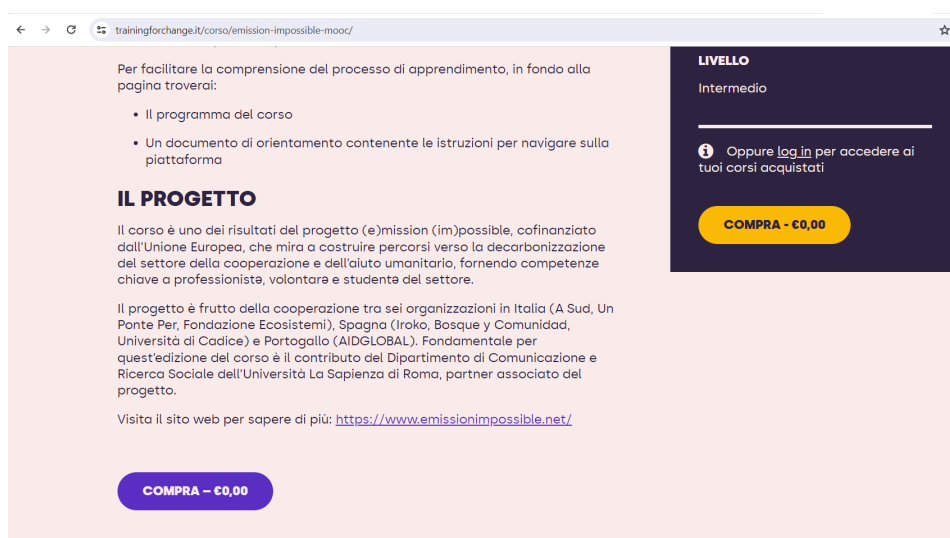 trainingforchange.it/corso/emission-impossible-mooc/
Per facilitare la comprensione del processo di apprendimento, in fondo alla
pagina troverai:
• Il programma del corso
• Un documento di orientamento contenente le istruzioni per navigare sulla
piattaforma
IL PROGETTO
Il corso è uno dei risultati del progetto (e)mission (im)possible, cofinanziato
dall'Unione Europea, che mira a costruire percorsi verso la decarbonizzazione
del settore della cooperazione e dell'aiuto umanitario, fornendo competenze
chiave a professionistə, volontarə e studentə del settore.
Il progetto è frutto della cooperazione tra sei organizzazioni in Italia (A Sud, Un
Ponte Per, Fondazione Ecosistemi), Spagna (Iroko, Bosque y Comunidad,
Università di Cadice) e Portogallo (AIDGLOBAL). Fondamentale per
quest'edizione del corso è il contributo del Dipartimento di Comunicazione e
Ricerca Sociale dell'Università La Sapienza di Roma, partner associato del
progetto.
Visita il sito web per sapere di più: https://www.emissionimpossible.net/
COMPRA – €0,00
LIVELLO
Intermedio
Oppure log in per accedere ai
tuoi corsi acquistati
COMPRA - €0,00